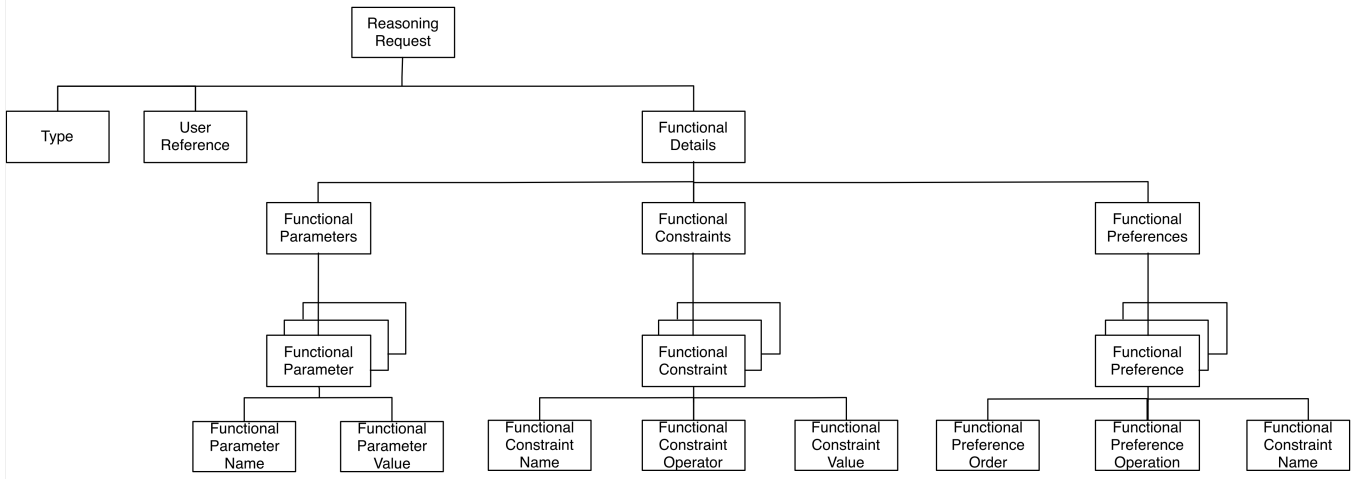 Reasoning
Request
Type
User
Reference
Functional
Details
Functional
Parameters
Functional
Constraints
Functional
Preferences
Functional
Parameter
Functional
Constraint
Functional
Preference
Functional
Parameter
Name
Functional
Parameter
Value
Functional
Constraint
Name
Functional
Constraint
Operator
Functional
Constraint
Value
Functional
Preference
Order
Functional
Preference
Operation
Functional
Constraint
Name